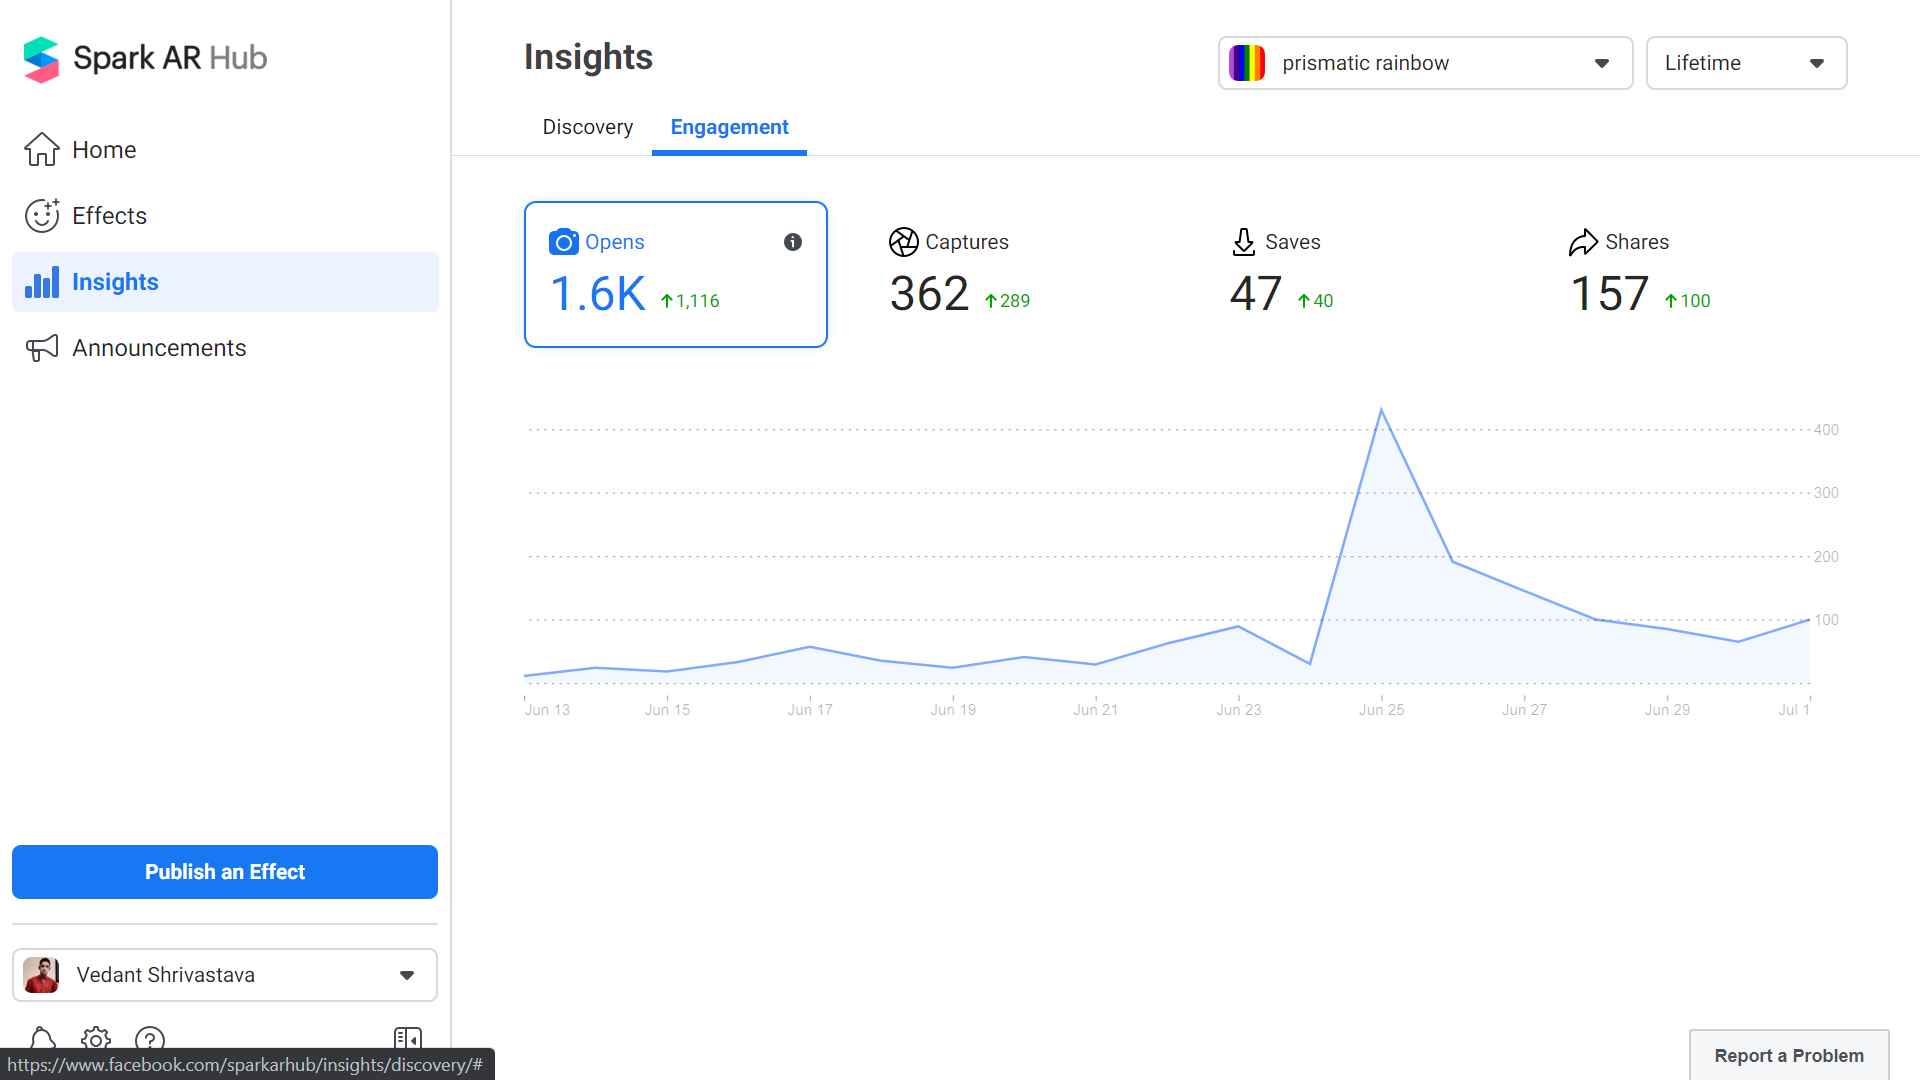 Spark AR Hub
Home
Effects
Insights
Announcements
Publish an Effect
Vedant Shrivastava
https://www.facebook.com/sparkarhub/insights/discovery/#
Insights
prismatic rainbow
Lifetime
Discovery
Engagement
Opens
1.6K 1,116
Captures
362 289
Saves
47 40
Shares
157 100
400
300
200
100
Jun 13 Jun 15 Jun 17 Jun 19 Jun 21 Jun 23 Jun 25 Jun 27 Jun 29 Jul 1
Report a Problem